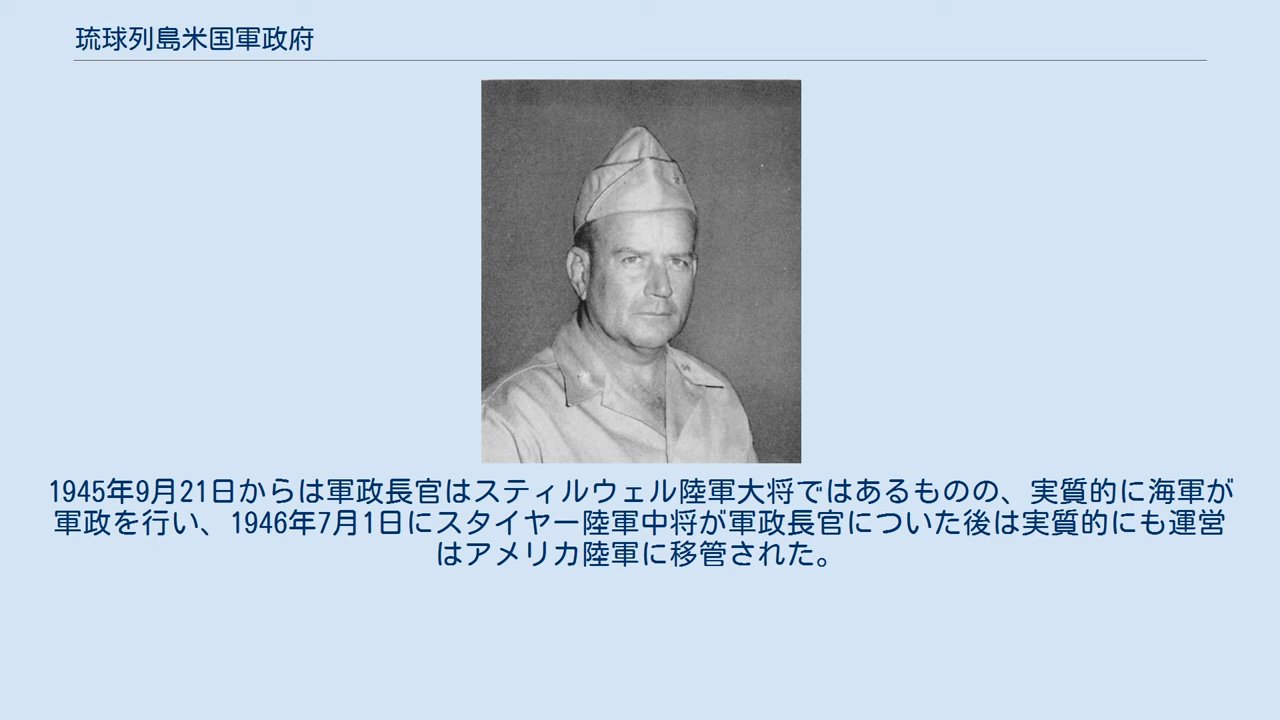 琉球列島米国軍政府
1945年9月21日からは軍政長官はスティルウェル陸軍大将ではあるものの、実質的に海軍が
軍政を行い、1946年7月1日にスタイヤー陸軍中将が軍政長官についた後は実質的にも運営
はアメリカ陸軍に移管された。